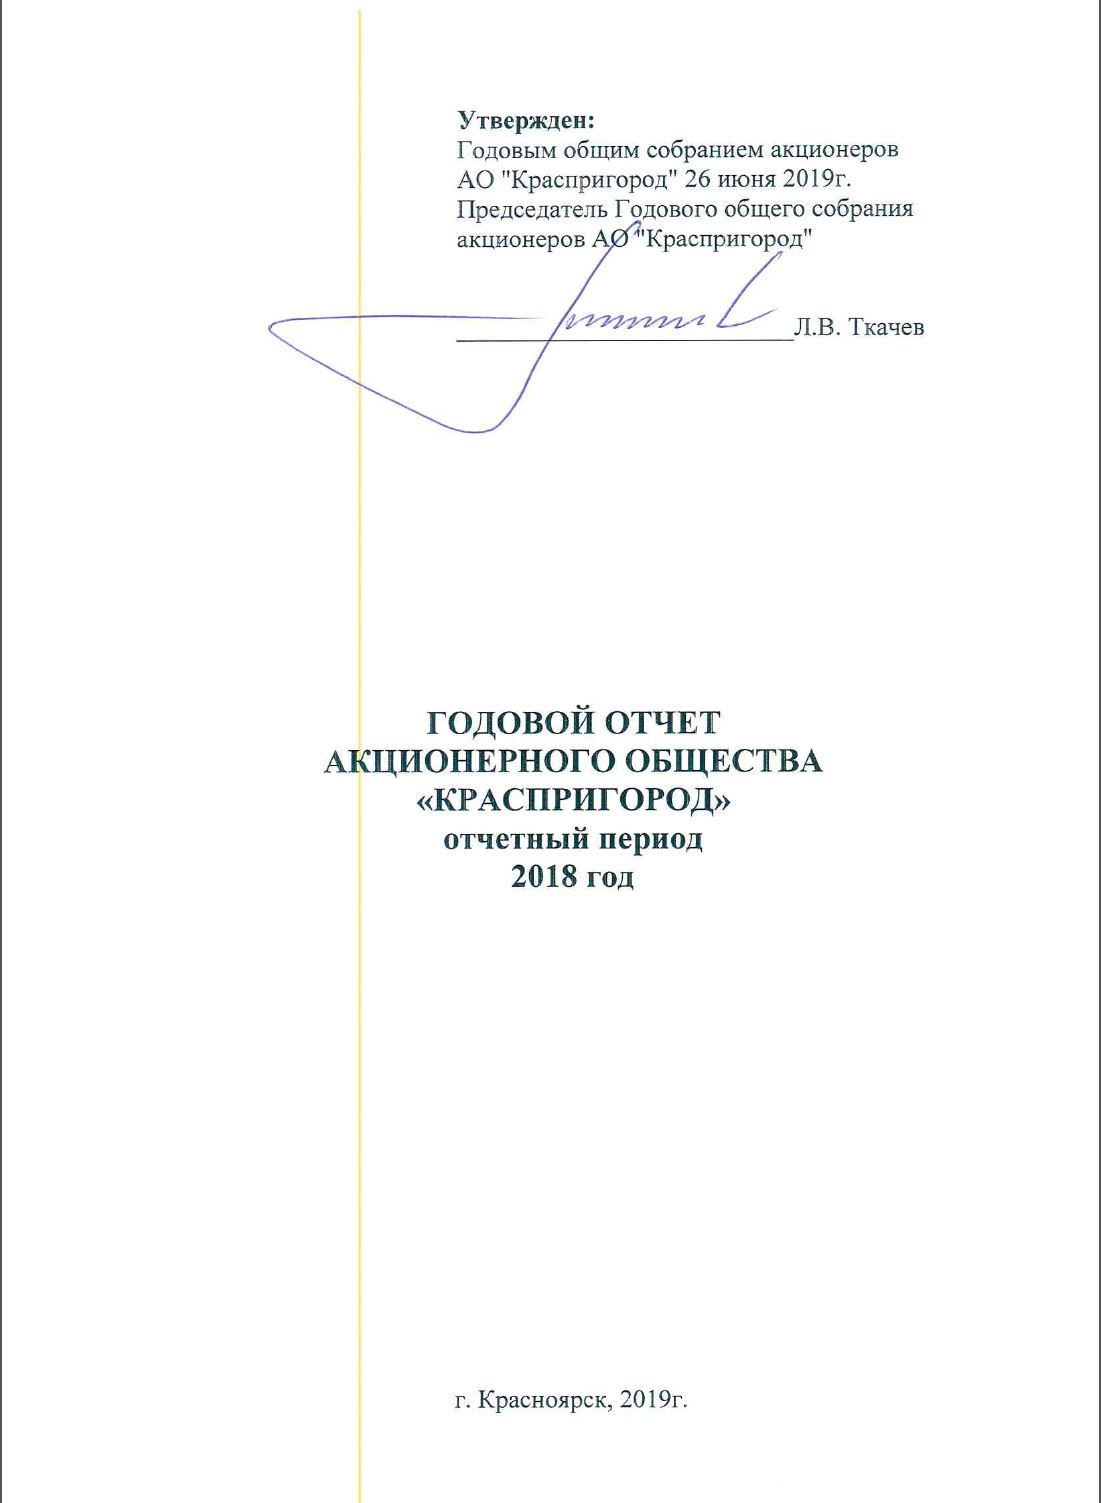 Утвержден:
Годовым общим собранием акционеров
АО "Краспригород" 26 июня 2019г.
Председатель Годового общего собрания
акционеров АО "Краспригород"
Л.В. Ткачев
ГОДОВОЙ ОТЧЕТ
АКЦИОНЕРНОГО ОБЩЕСТВА
«КРАСПРИГОРОД»
отчетный период
2018 год
г. Красноярск, 2019г.